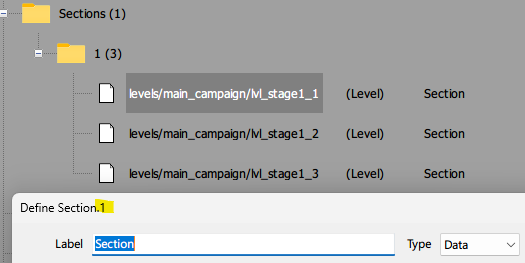 Sections (1)
1 (3)
levels/main_campaign/lvl_stage1_1 (Level) Section
levels/main_campaign/lvl_stage1_2 (Level) Section
levels/main_campaign/lvl_stage1_3 (Level) Section
Define Section.1
Label Section Type Data